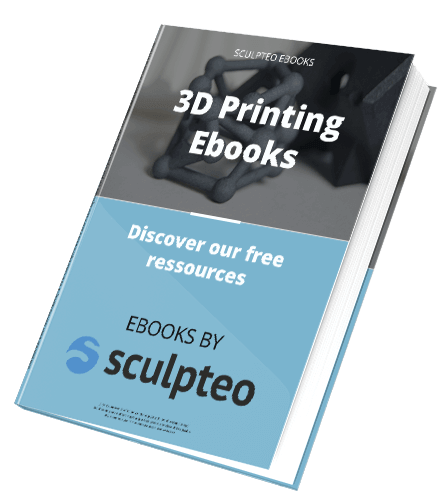 SCULPTEO EBOOKS
3D Printing
Ebooks
Discover our free
ressources
EBOOKS BY
sculpteo